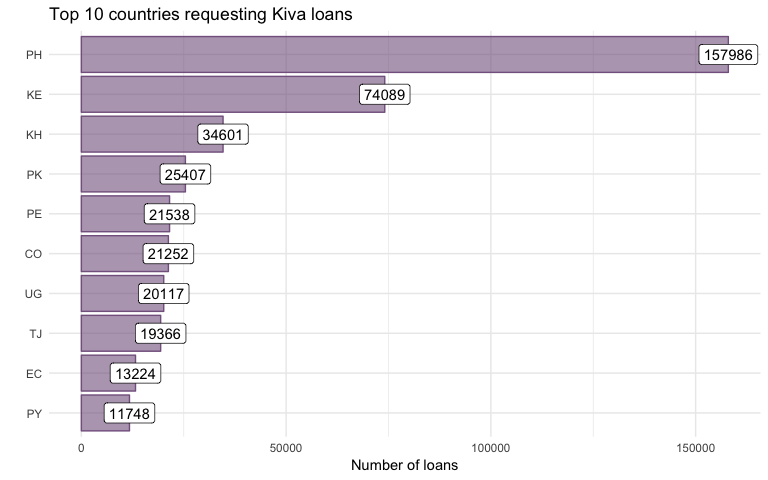 Top 10 countries requesting Kiva loans
PH 157986
KE 74089
KH 34601
PK 25407
PE 21538
CO 21252
UG 20117
TJ 19366
EC 13224
PY 11748
0 50000 100000 150000
Number of loans